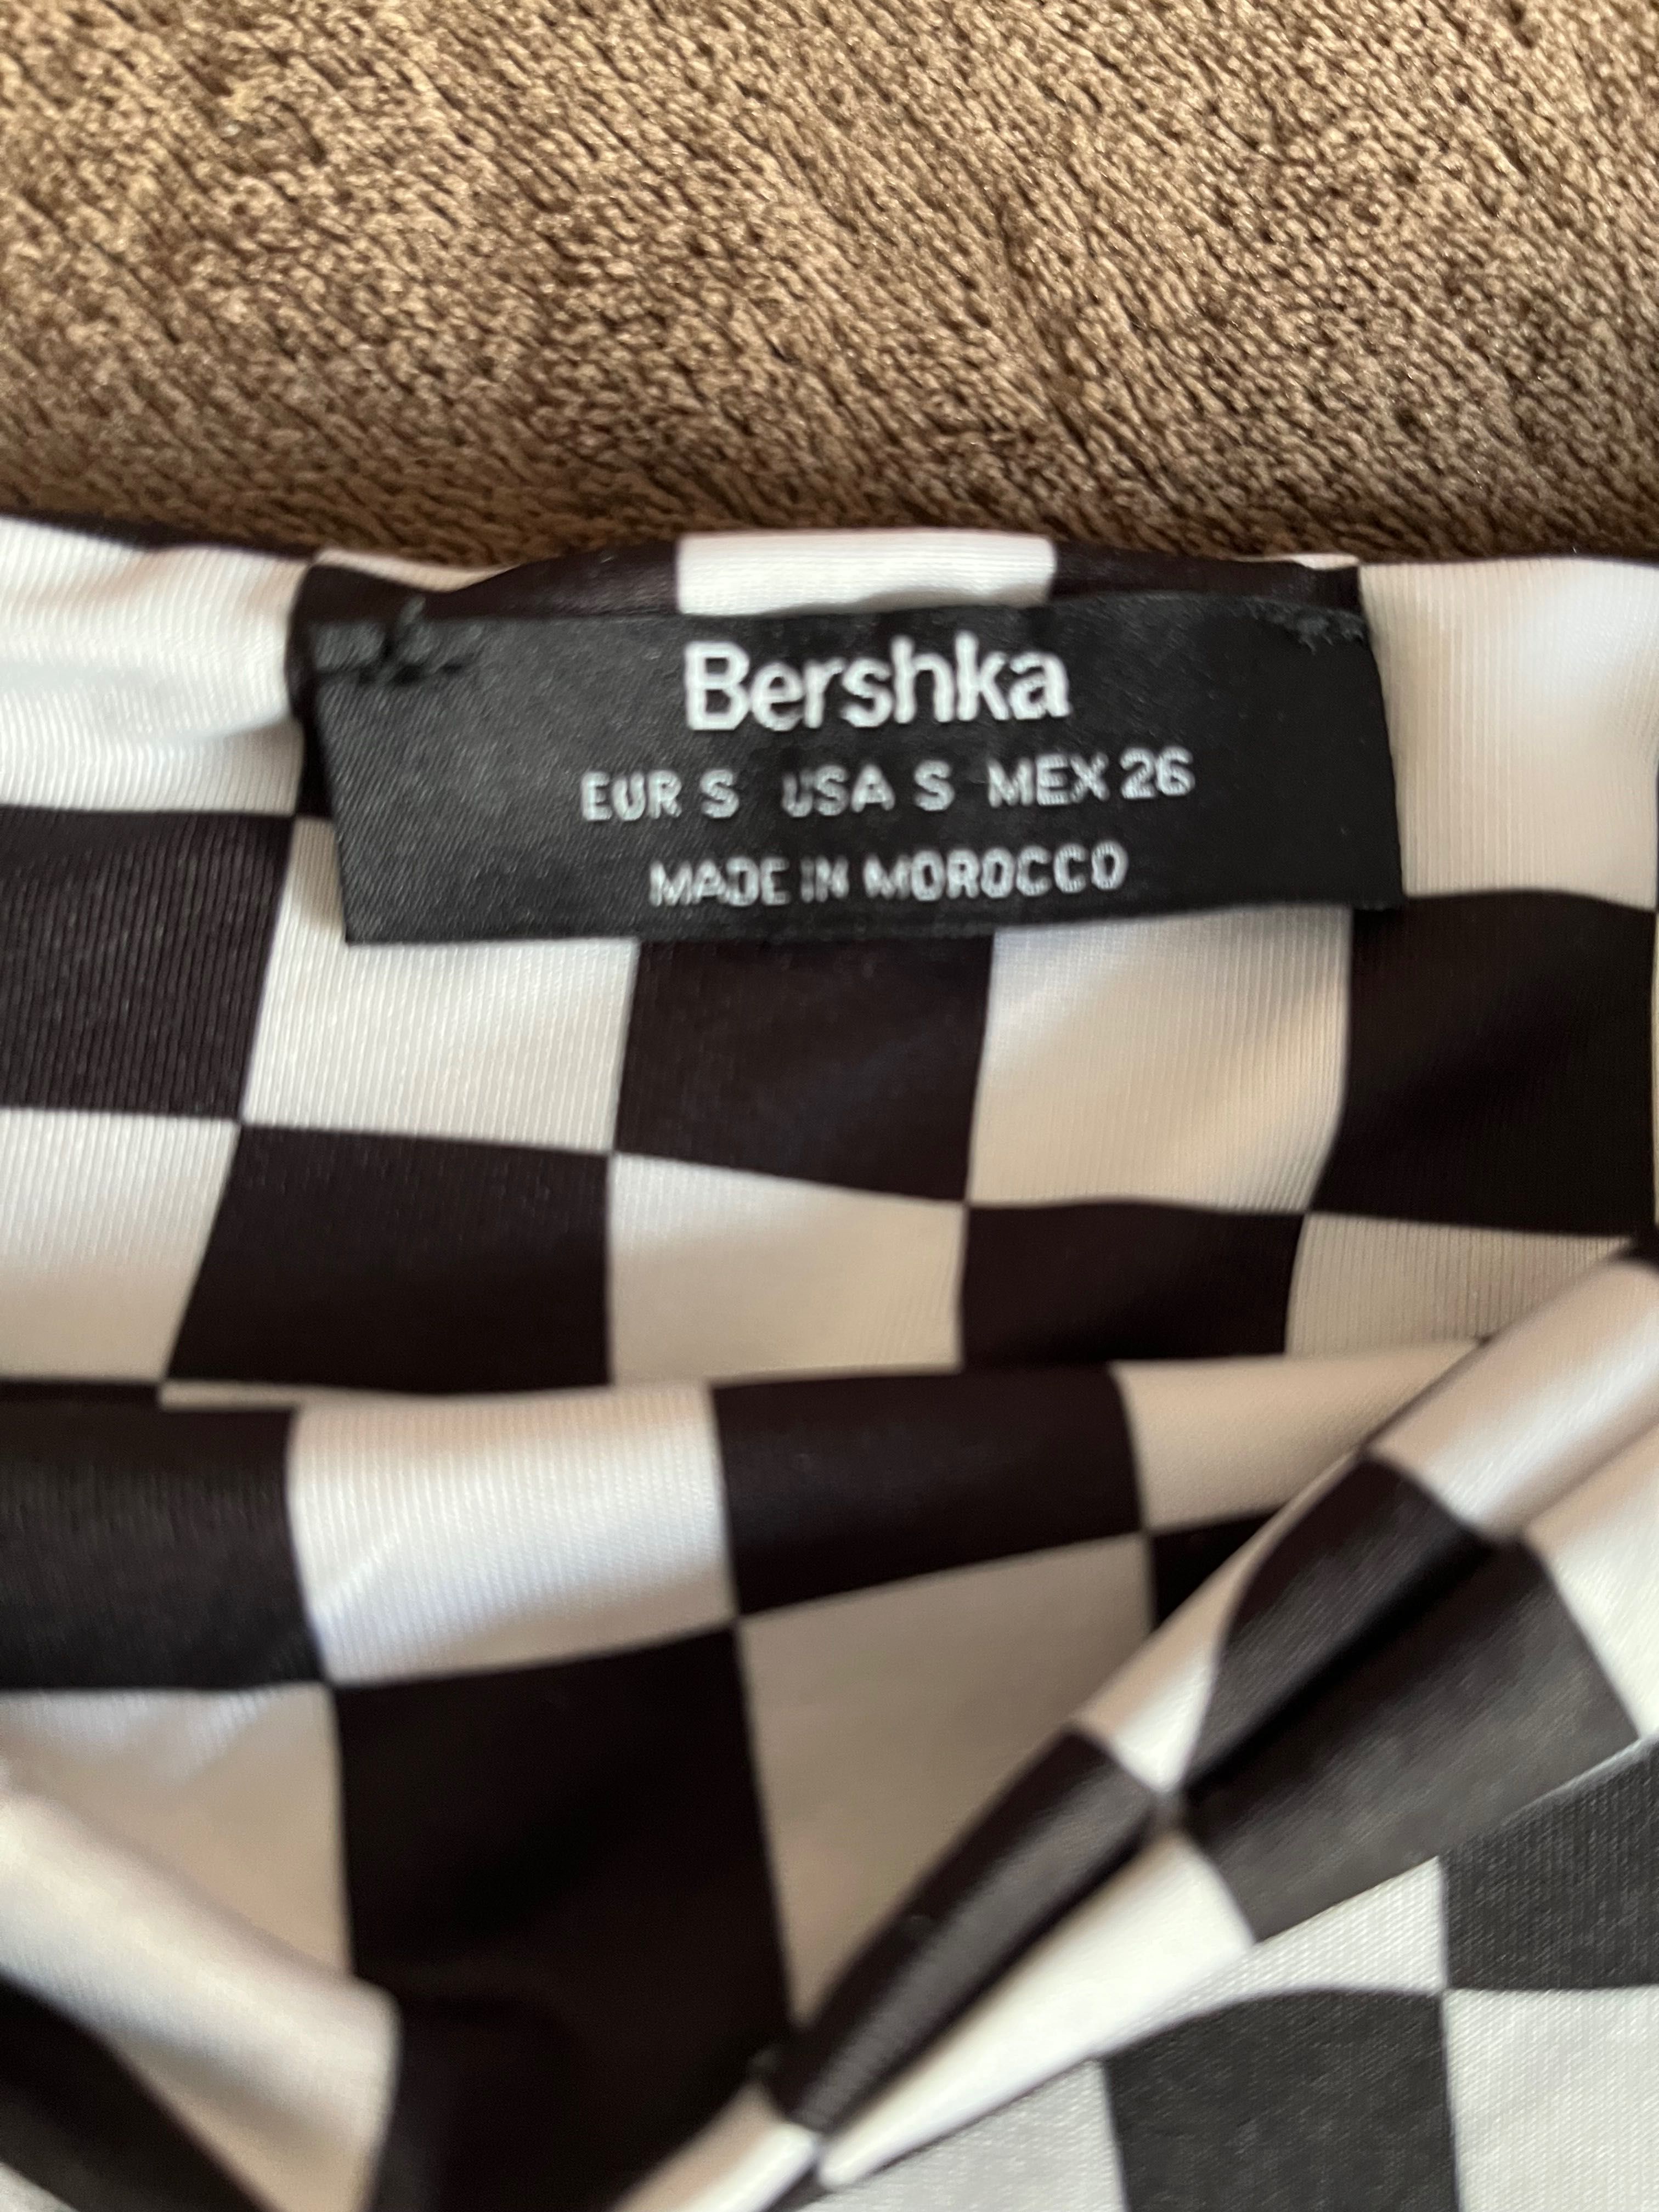 Bershka
EUR S USA S MEX 26
MADE IN MOROCCO